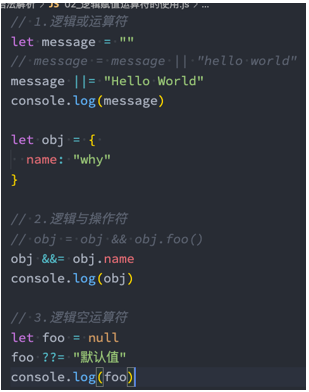 法解析 / JS 02_逻辑赋值运算符的使用.js / ...
// 1.逻辑或运算符
let message = ""
// message = message || "hello world"
message ||= "Hello World"
console.log(message)
let obj = {
name: "why"
}
// 2.逻辑与操作符
// obj = obj && obj.foo()
obj &&= obj.name
console.log(obj)
// 3.逻辑空运算符
let foo = null
foo ??= "默认值"
console.log(foo)